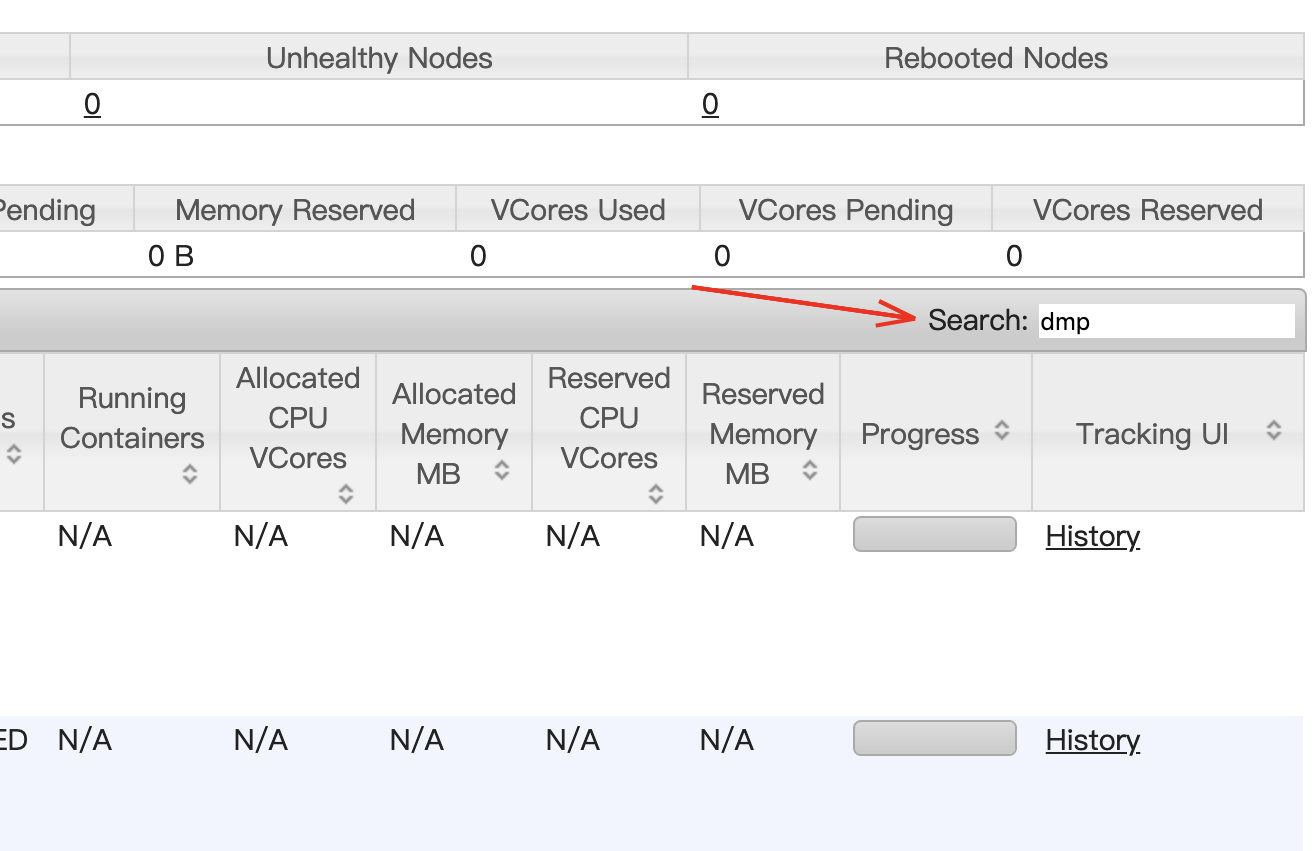 Unhealthy Nodes Rebooted Nodes
0 0
Pending Memory Reserved VCores Used VCores Pending VCores Reserved
0 B 0 0 0
Search: dmp
s Running Containers Allocated CPU VCores Allocated Memory MB Reserved CPU VCores Reserved Memory MB Progress Tracking UI
N/A N/A N/A N/A N/A History
ED N/A N/A N/A N/A N/A History